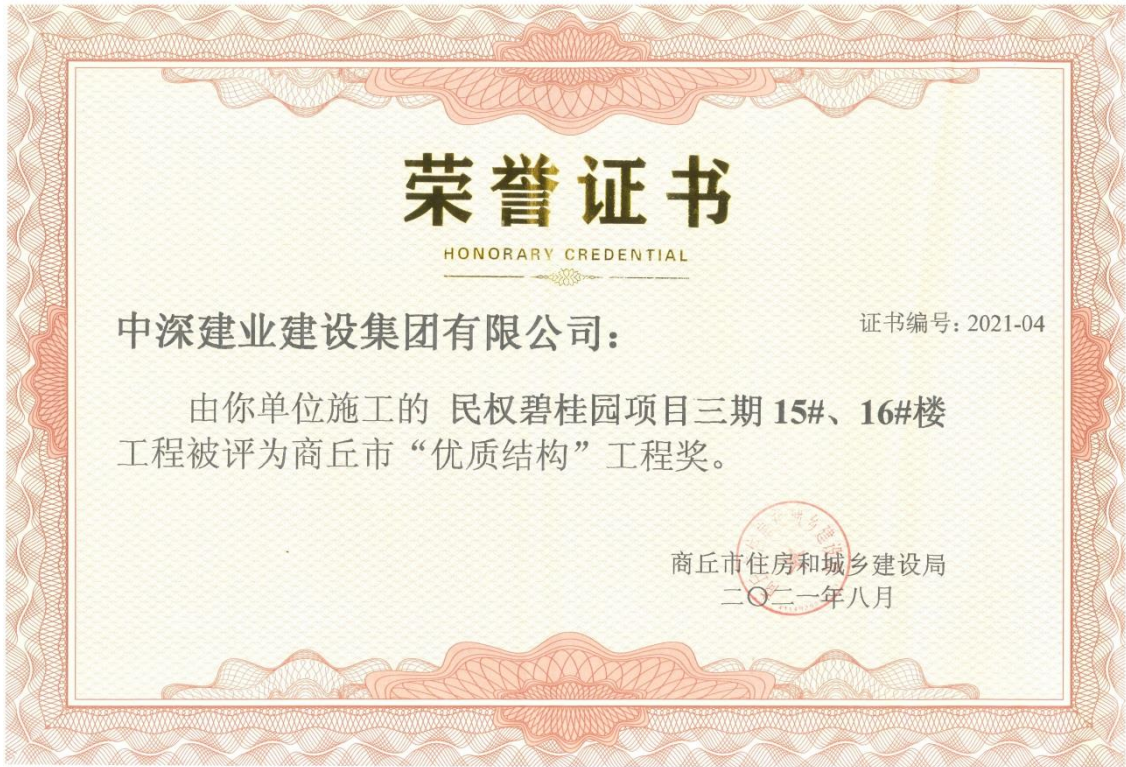 荣誉证书
HONORARY CREDENTIAL
中深建业建设集团有限公司：
证书编号：2021-04
由你单位施工的 民权碧桂园项目三期 15#、16#楼
工程被评为商丘市“优质结构”工程奖。
商丘市住房和城乡建设局
二〇二一年八月